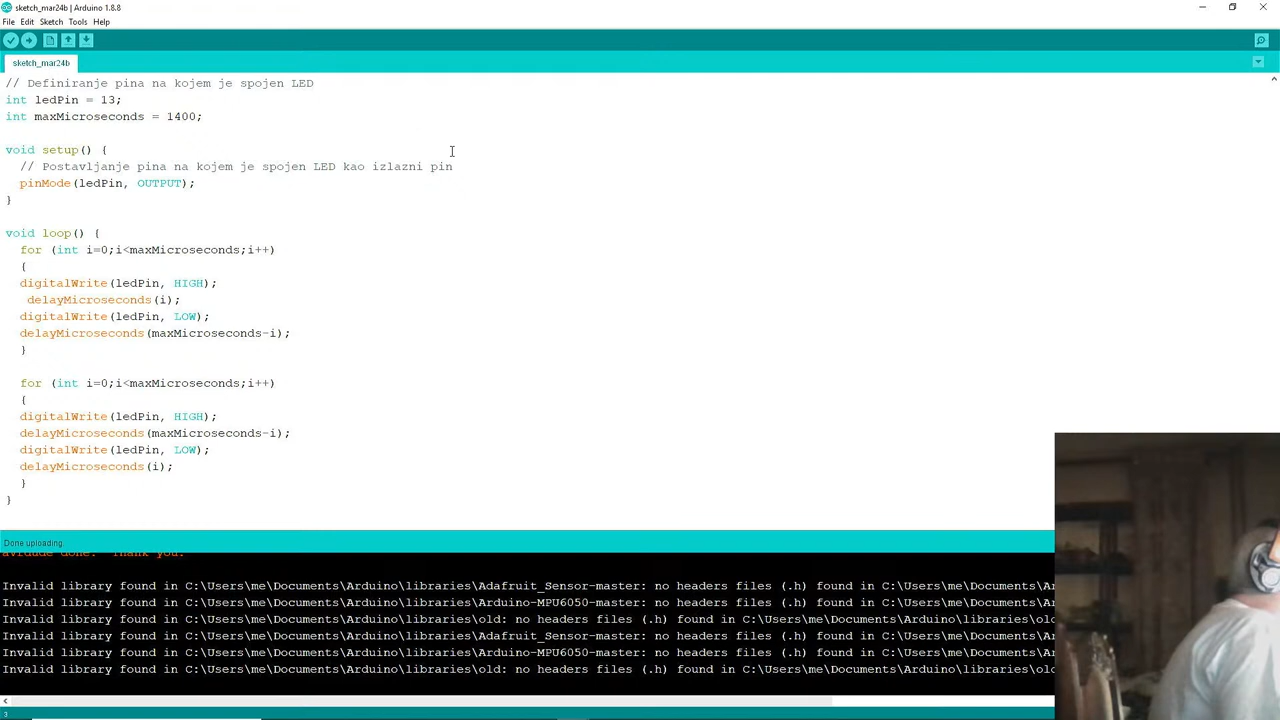 sketch_mar24b | Arduino 1.8.8
File Edit Sketch Tools Help
sketch_mar24b
// Definiranje pina na kojem je spojen LED
int ledPin = 13;
int maxMicroseconds = 1400;
void setup() {
// Postavljanje pina na kojem je spojen LED kao izlazni pin
pinMode(ledPin, OUTPUT);
}
void loop() {
for (int i=0;i<maxMicroseconds;i++)
{
digitalWrite(ledPin, HIGH);
delayMicroseconds(i);
digitalWrite(ledPin, LOW);
delayMicroseconds(maxMicroseconds-i);
}
for (int i=0;i<maxMicroseconds;i++)
{
digitalWrite(ledPin, HIGH);
delayMicroseconds(maxMicroseconds-i);
digitalWrite(ledPin, LOW);
delayMicroseconds(i);
}
}
Done uploading.
avrdude done. Thank you.
Invalid library found in C:\Users\me\Documents\Arduino\libraries\Adafruit_Sensor-master: no headers files (.h) found in C:\Users\me\Documents\Ar
Invalid library found in C:\Users\me\Documents\Arduino\libraries\Arduino-MPU6050-master: no headers files (.h) found in C:\Users\me\Documents\Ar
Invalid library found in C:\Users\me\Documents\Arduino\libraries\old: no headers files (.h) found in C:\Users\me\Documents\Arduino\libraries\old
Invalid library found in C:\Users\me\Documents\Arduino\libraries\Adafruit_Sensor-master: no headers files (.h) found in C:\Users\me\Documents\Ar
Invalid library found in C:\Users\me\Documents\Arduino\libraries\Arduino-MPU6050-master: no headers files (.h) found in C:\Users\me\Documents\Ar
Invalid library found in C:\Users\me\Documents\Arduino\libraries\old: no headers files (.h) found in C:\Users\me\Documents\Arduino\libraries\old
3